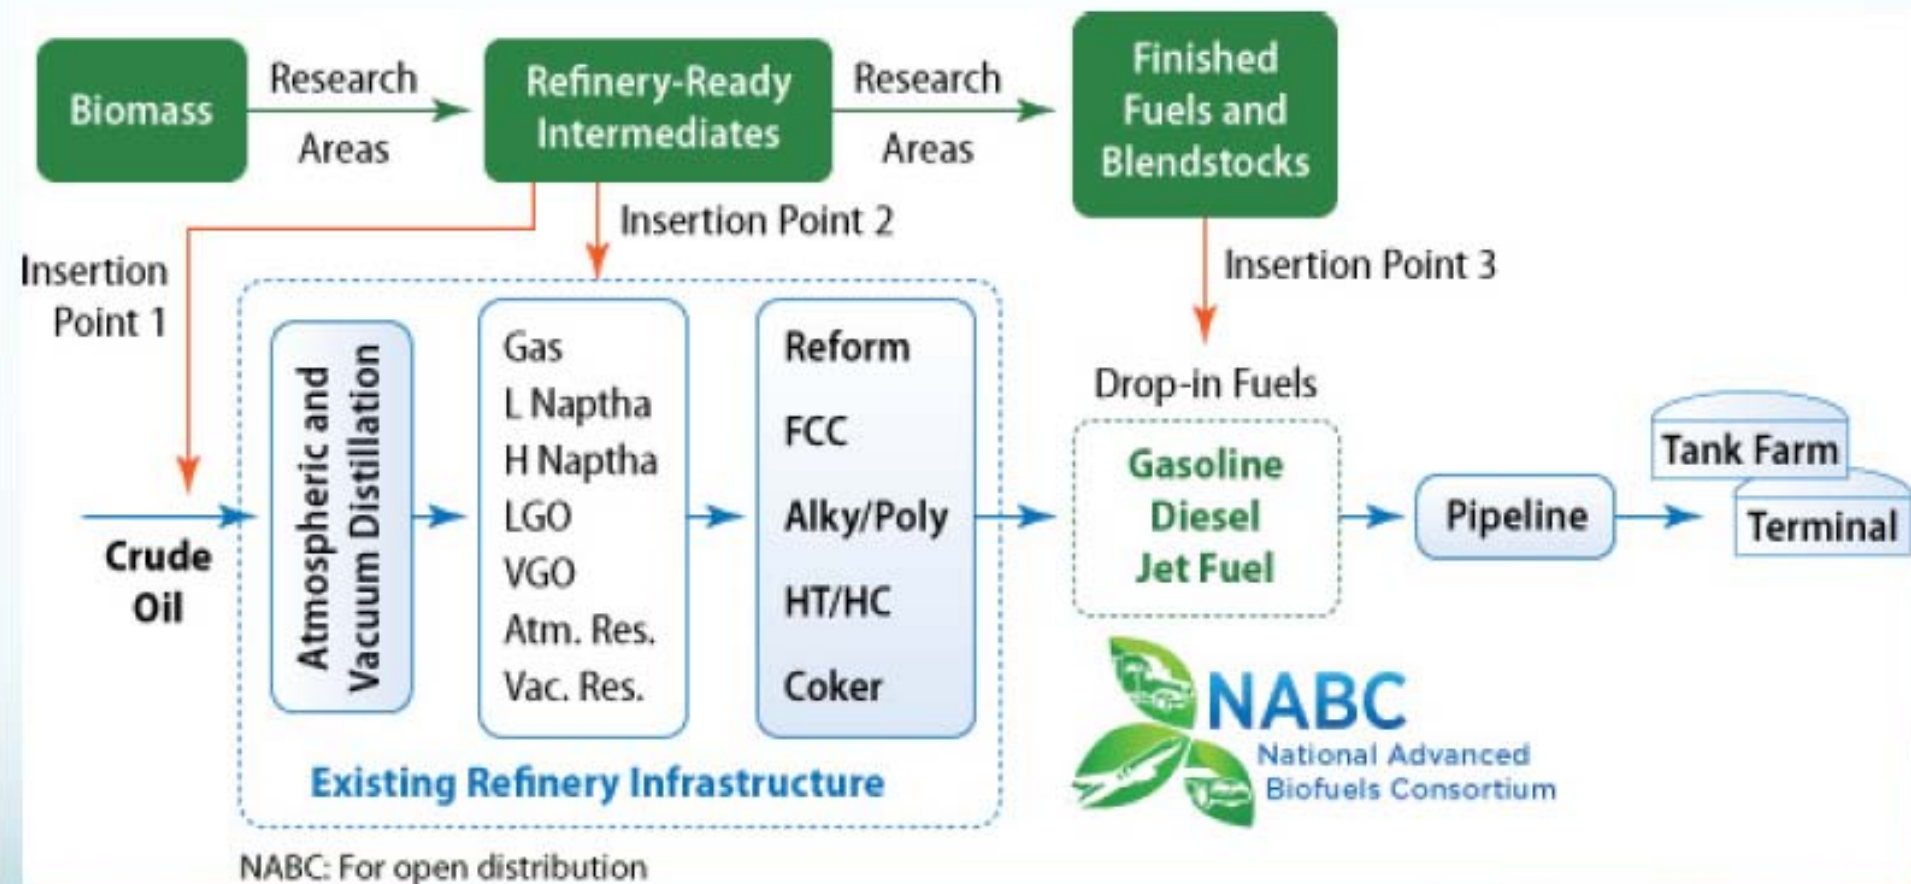 Biomass
Research
Areas
Refinery-Ready
Intermediates
Research
Areas
Finished
Fuels and
Blendstocks
Insertion
Point 1
Insertion Point 2
Insertion Point 3
Crude
Oil
Atmospheric and
Vacuum Distillation
Gas
L Naptha
H Naptha
LGO
VGO
Atm. Res.
Vac. Res.
Reform
FCC
Alky/Poly
HT/HC
Coker
Existing Refinery Infrastructure
Drop-in Fuels
Gasoline
Diesel
Jet Fuel
Pipeline
Tank Farm
Terminal
NABC
National Advanced
Biofuels Consortium
NABC: For open distribution